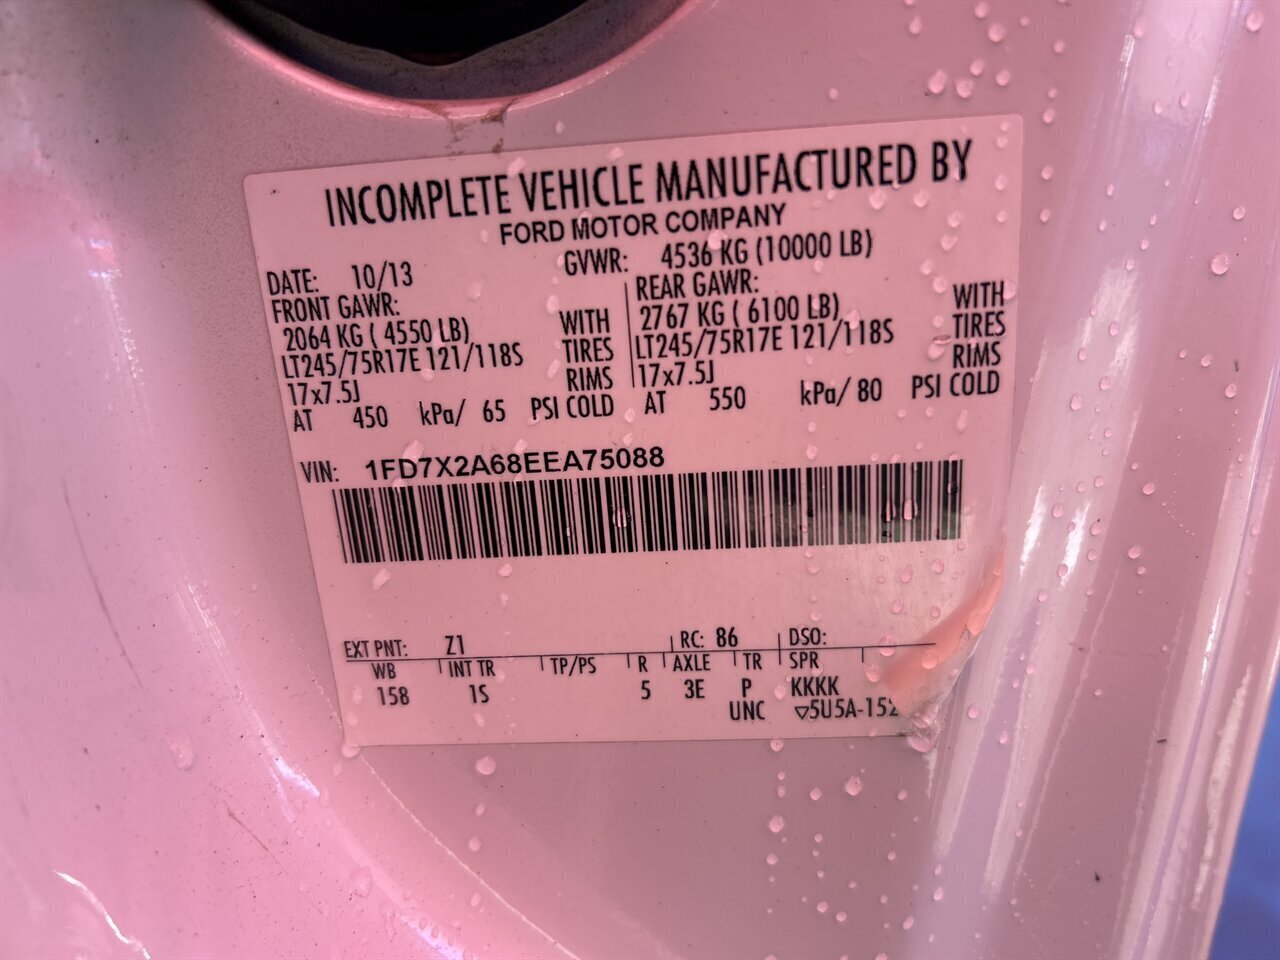 INCOMPLETE VEHICLE MANUFACTURED BY
FORD MOTOR COMPANY
DATE: 10/13 GVWR: 4536 KG (10000 LB)
FRONT GAWR: REAR GAWR:
2064 KG ( 4550 LB) WITH 2767 KG ( 6100 LB) WITH
LT245/75R17E 121/118S TIRES LT245/75R17E 121/118S TIRES
17x7.5J RIMS 17x7.5J RIMS
AT 450 kPa/ 65 PSI COLD AT 550 kPa/ 80 PSI COLD
VIN: 1FD7X2A68EEA75088
EXT PNT: Z1 RC: 86 DSO:
WB INT TR TP/PS R AXLE TR SPR
158 1S 5 3E P KKKK
UNC ▽5U5A-152